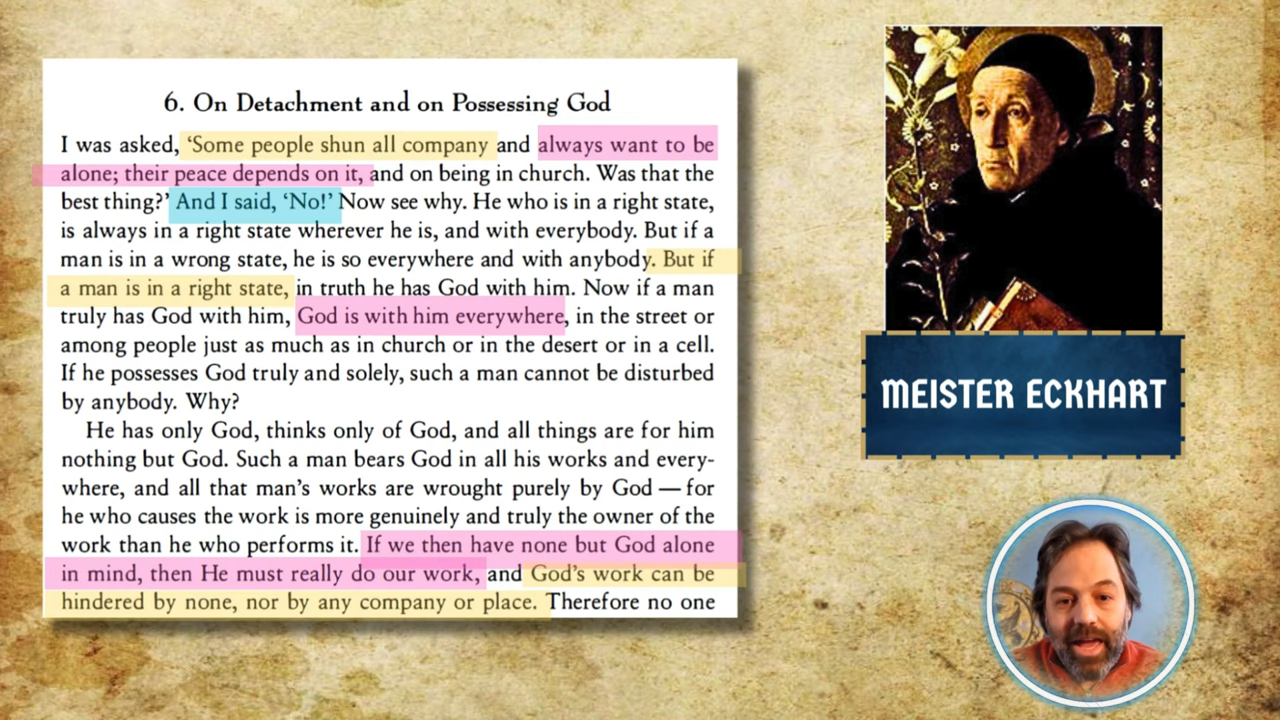 6. On Detachment and on Possessing God
I was asked, ‘Some people shun all company and always want to be
alone; their peace depends on it, and on being in church. Was that the
best thing?’ And I said, ‘No!’ Now see why. He who is in a right state,
is always in a right state wherever he is, and with everybody. But if a
man is in a wrong state, he is so everywhere and with anybody. But if
a man is in a right state, in truth he has God with him. Now if a man
truly has God with him, God is with him everywhere, in the street or
among people just as much as in church or in the desert or in a cell.
If he possesses God truly and solely, such a man cannot be disturbed
by anybody. Why?
He has only God, thinks only of God, and all things are for him
nothing but God. Such a man bears God in all his works and every-
where, and all that man’s works are wrought purely by God — for
he who causes the work is more genuinely and truly the owner of the
work than he who performs it. If we then have none but God alone
in mind, then He must really do our work, and God’s work can be
hindered by none, nor by any company or place. Therefore no one
MEISTER ECKHART